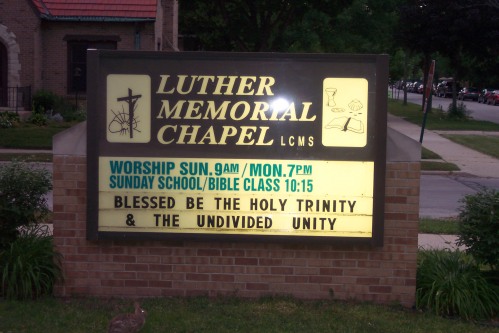 LUTHER
MEMORIAL
CHAPEL LCMS
WORSHIP SUN. 9AM/MON. 7PM
SUNDAY SCHOOL/BIBLE CLASS 10:15
BLESSED BE THE HOLY TRINITY
& THE UNDIVIDED UNITY